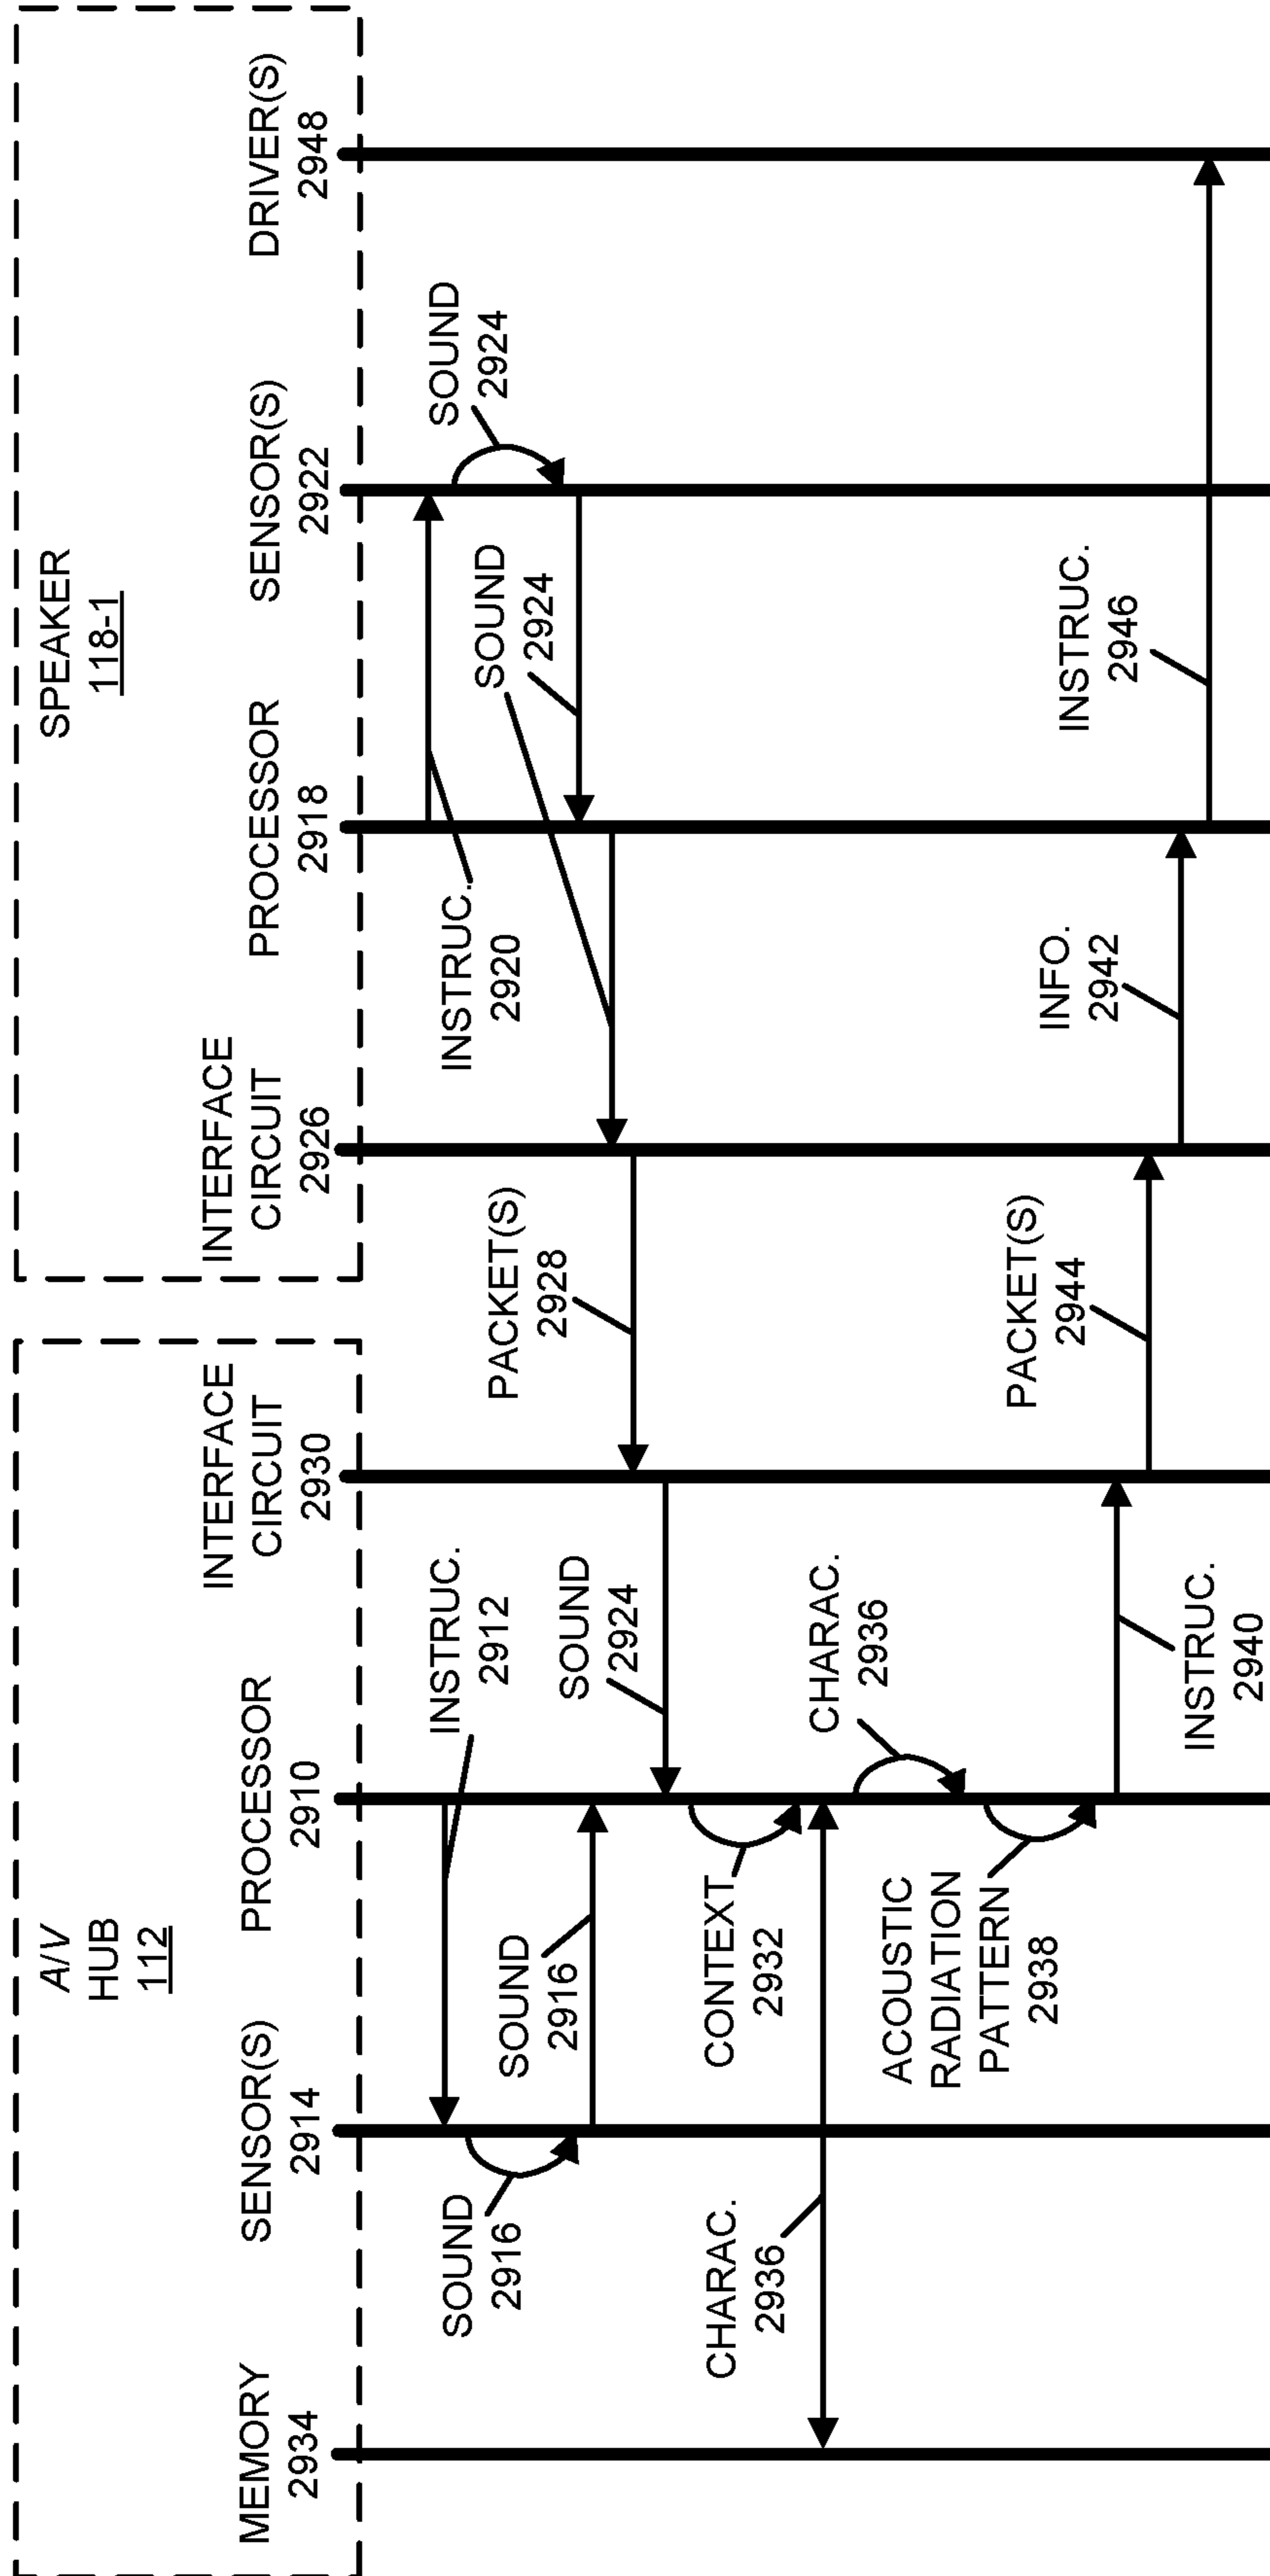 A/V
HUB
112
SPEAKER
118-1
MEMORY
2934
SENSOR(S)
2914
PROCESSOR
2910
INTERFACE
CIRCUIT
2930
INTERFACE
CIRCUIT
2926
PROCESSOR
2918
SENSOR(S)
2922
DRIVER(S)
2948
INSTRUC.
2912
SOUND
2916
SOUND
2916
INSTRUC.
2920
SOUND
2924
SOUND
2924
PACKET(S)
2928
SOUND
2924
CONTEXT
2932
CHARAC.
2936
CHARAC.
2936
ACOUSTIC
RADIATION
PATTERN
2938
INSTRUC.
2940
PACKET(S)
2944
INFO.
2942
INSTRUC.
2946